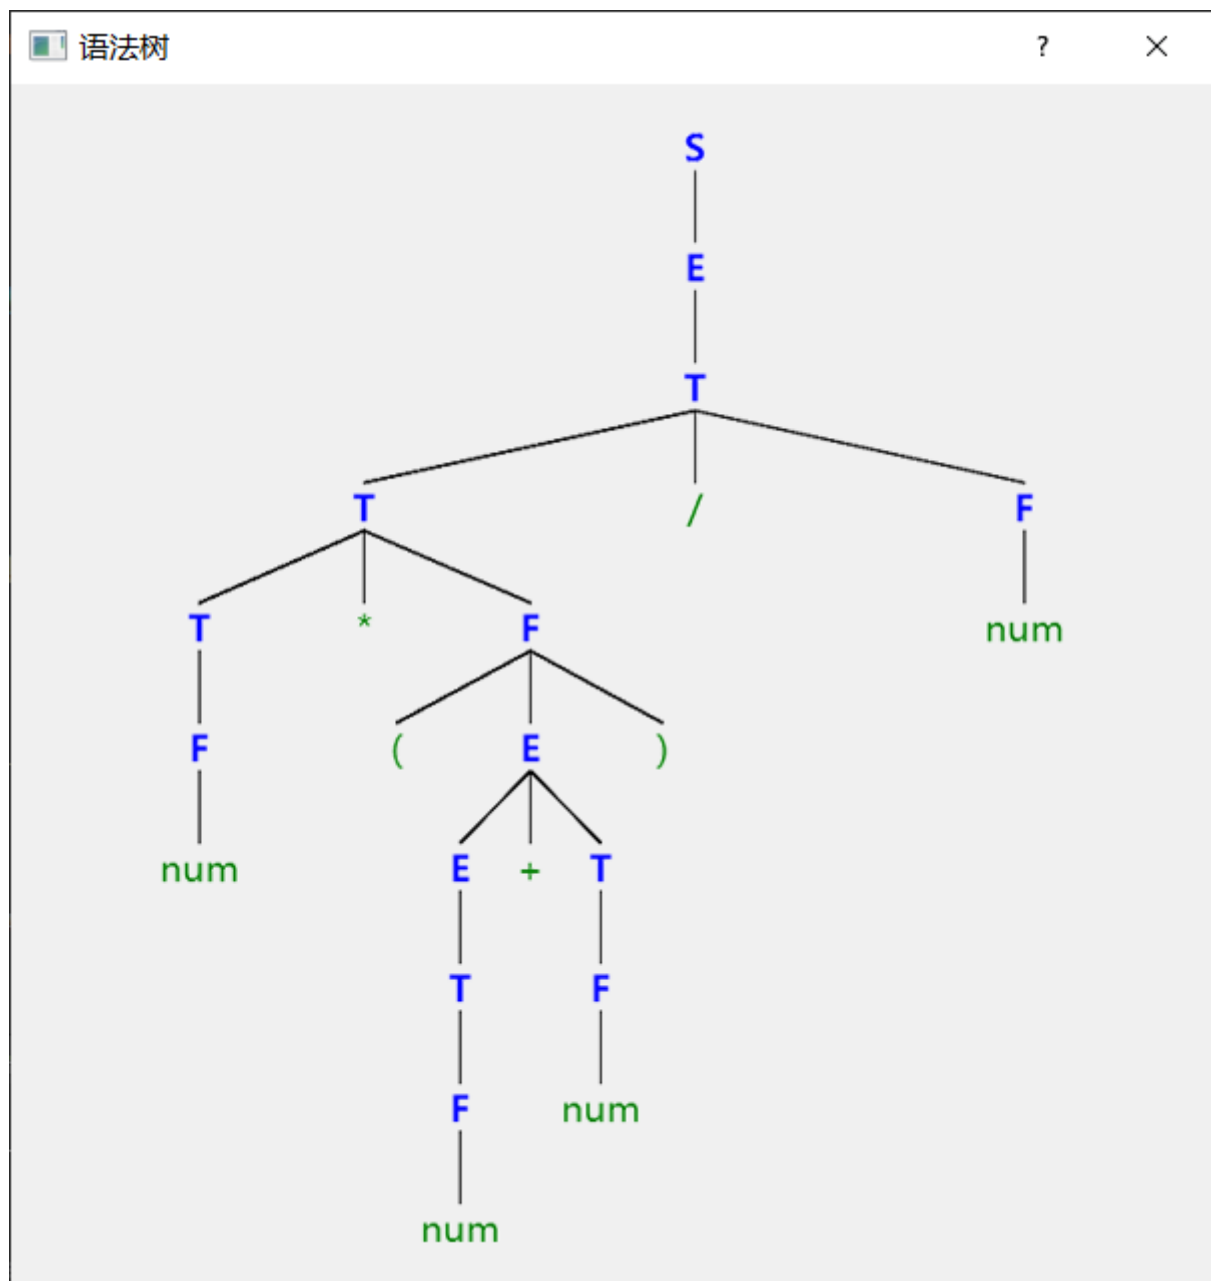 语法树
?
S
E
T
T / F
T * F num
F ( E )
num E + T
T F
F num
num